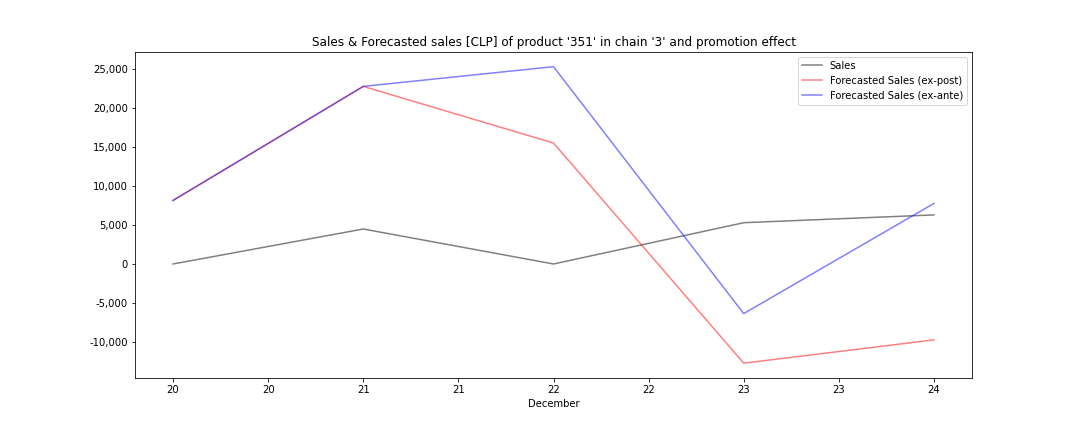 Sales & Forecasted sales [CLP] of product '351' in chain '3' and promotion effect
Sales
Forecasted Sales (ex-post)
Forecasted Sales (ex-ante)
25,000
20,000
15,000
10,000
5,000
0
-5,000
-10,000
20 20 21 21 22 22 23 23 24
December